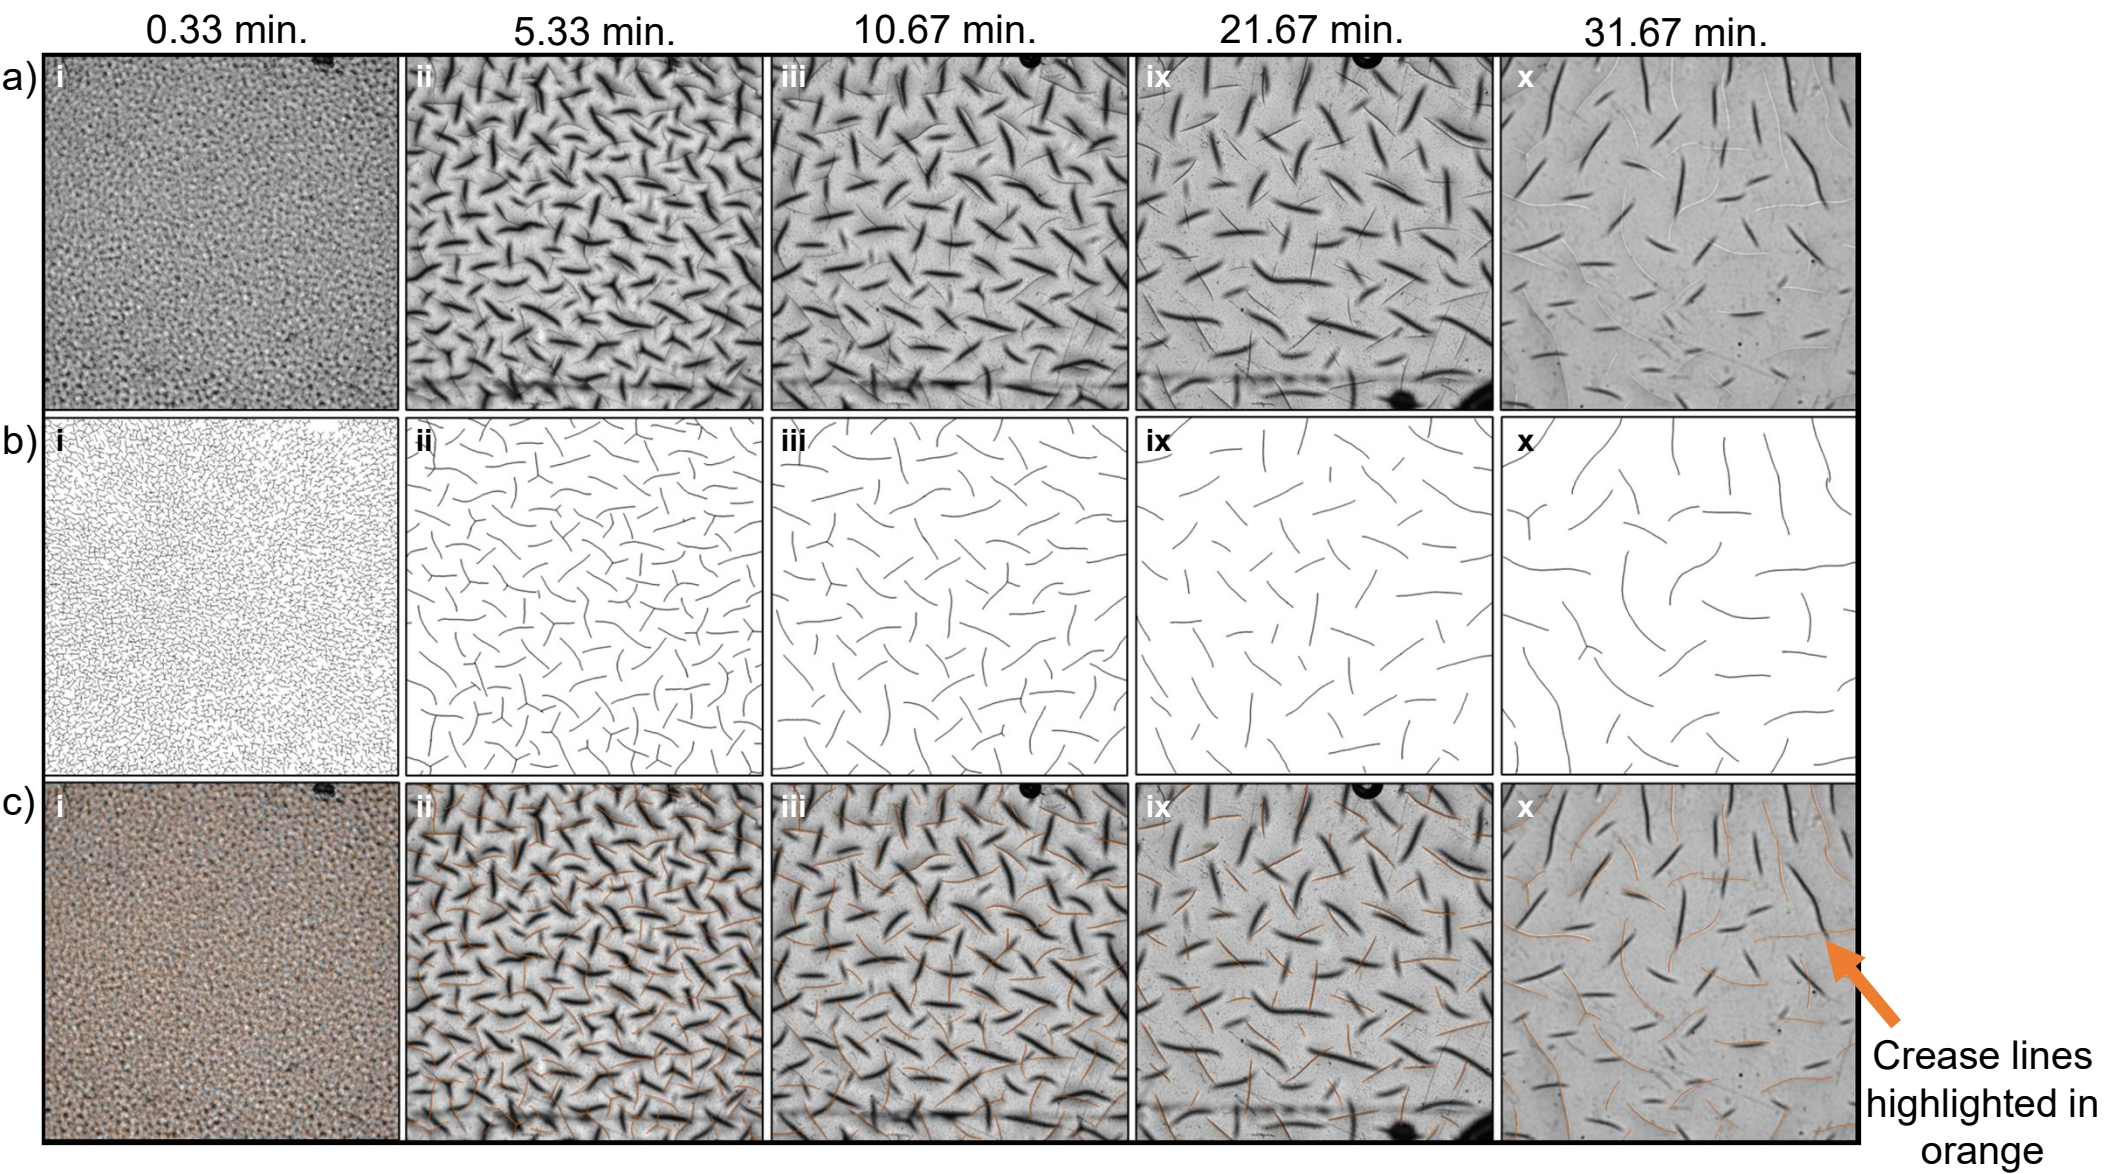 0.33 min. 5.33 min. 10.67 min. 21.67 min. 31.67 min.
a) i ii iii ix x
b) i ii iii ix x
c) i ii iii ix x
Crease lines
highlighted in
orange